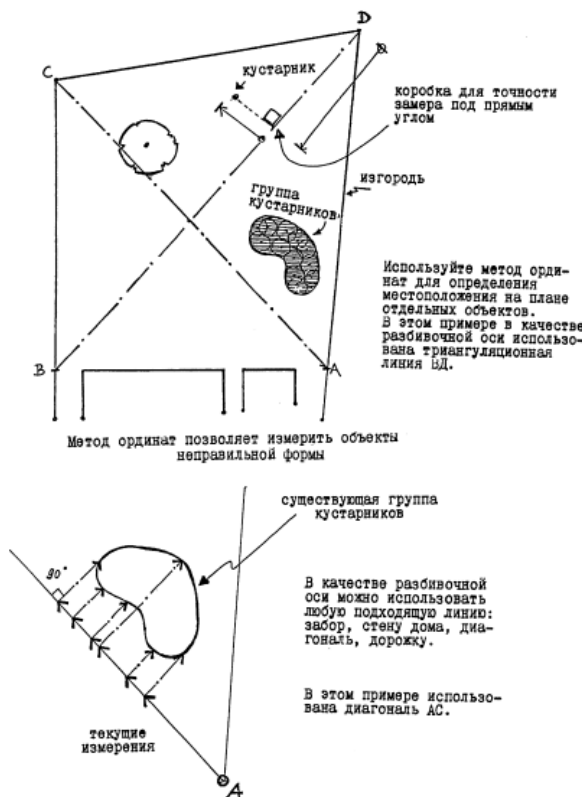 D
C
кустарник
коробка для точности
замера под прямым
углом
изгородь
группа
кустарников
Используйте метод орди-
нат для определения
местоположения на плане
отдельных объектов.
В этом примере в качестве
разбивочной оси использо-
вана триангуляционная
линия ВД.
B
A
Метод ординат позволяет измерить объекты
неправильной формы
существующая группа
кустарников
90°
В качестве разбивочной
оси можно использовать
любую подходящую линию:
забор, стену дома, диа-
гональ, дорожку.
В этом примере использо-
вана диагональ АС.
текущие
измерения
A